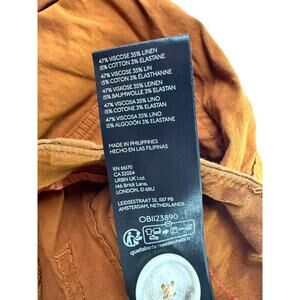 47% VISCOSE 35% LINEN
15% COTTON 3% ELASTANE
47% VISCOSE 35% LIN
15% COTON 3% ÉLASTHANNE
47% VISKOSE 35% LEINEN
15% BAUMWOLLE 3% ELASTAN
47% VISCOSA 35% LINO
15% COTONE 3% ELASTAN
47% VISCOSA 35% LINO
15% ALGODÓN 3% ELASTANO
MADE IN PHILIPPINES
HECHO EN LAS FILIPINAS
RN 66170
CA 32054
URBN UK Ltd
146 Brick Lane,
LONDON, E1 6RU
LEIDSESTRAAT 32, 1017 PB
AMSTERDAM, NETHERLANDS
OBII23890